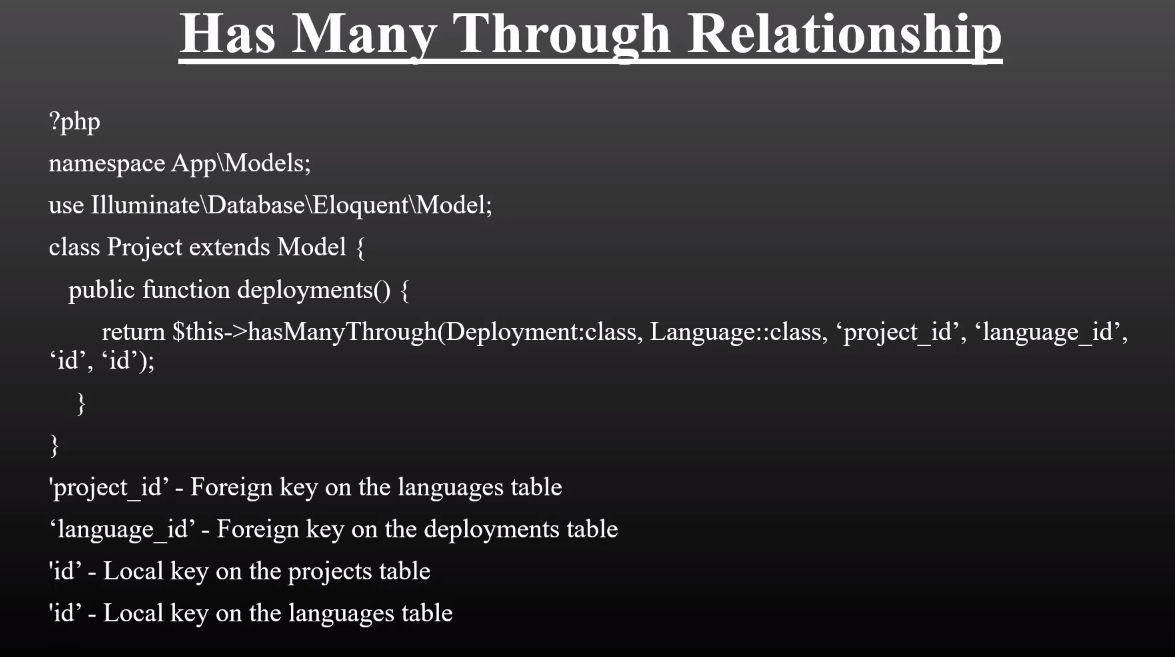 Has Many Through Relationship
?php
namespace App\Models;
use Illuminate\Database\Eloquent\Model;
class Project extends Model {
public function deployments() {
return $this->hasManyThrough(Deployment:class, Language::class, ‘project_id’, ‘language_id’,
‘id’, ‘id’);
}
}
'project_id’ - Foreign key on the languages table
‘language_id’ - Foreign key on the deployments table
'id’ - Local key on the projects table
'id’ - Local key on the languages table